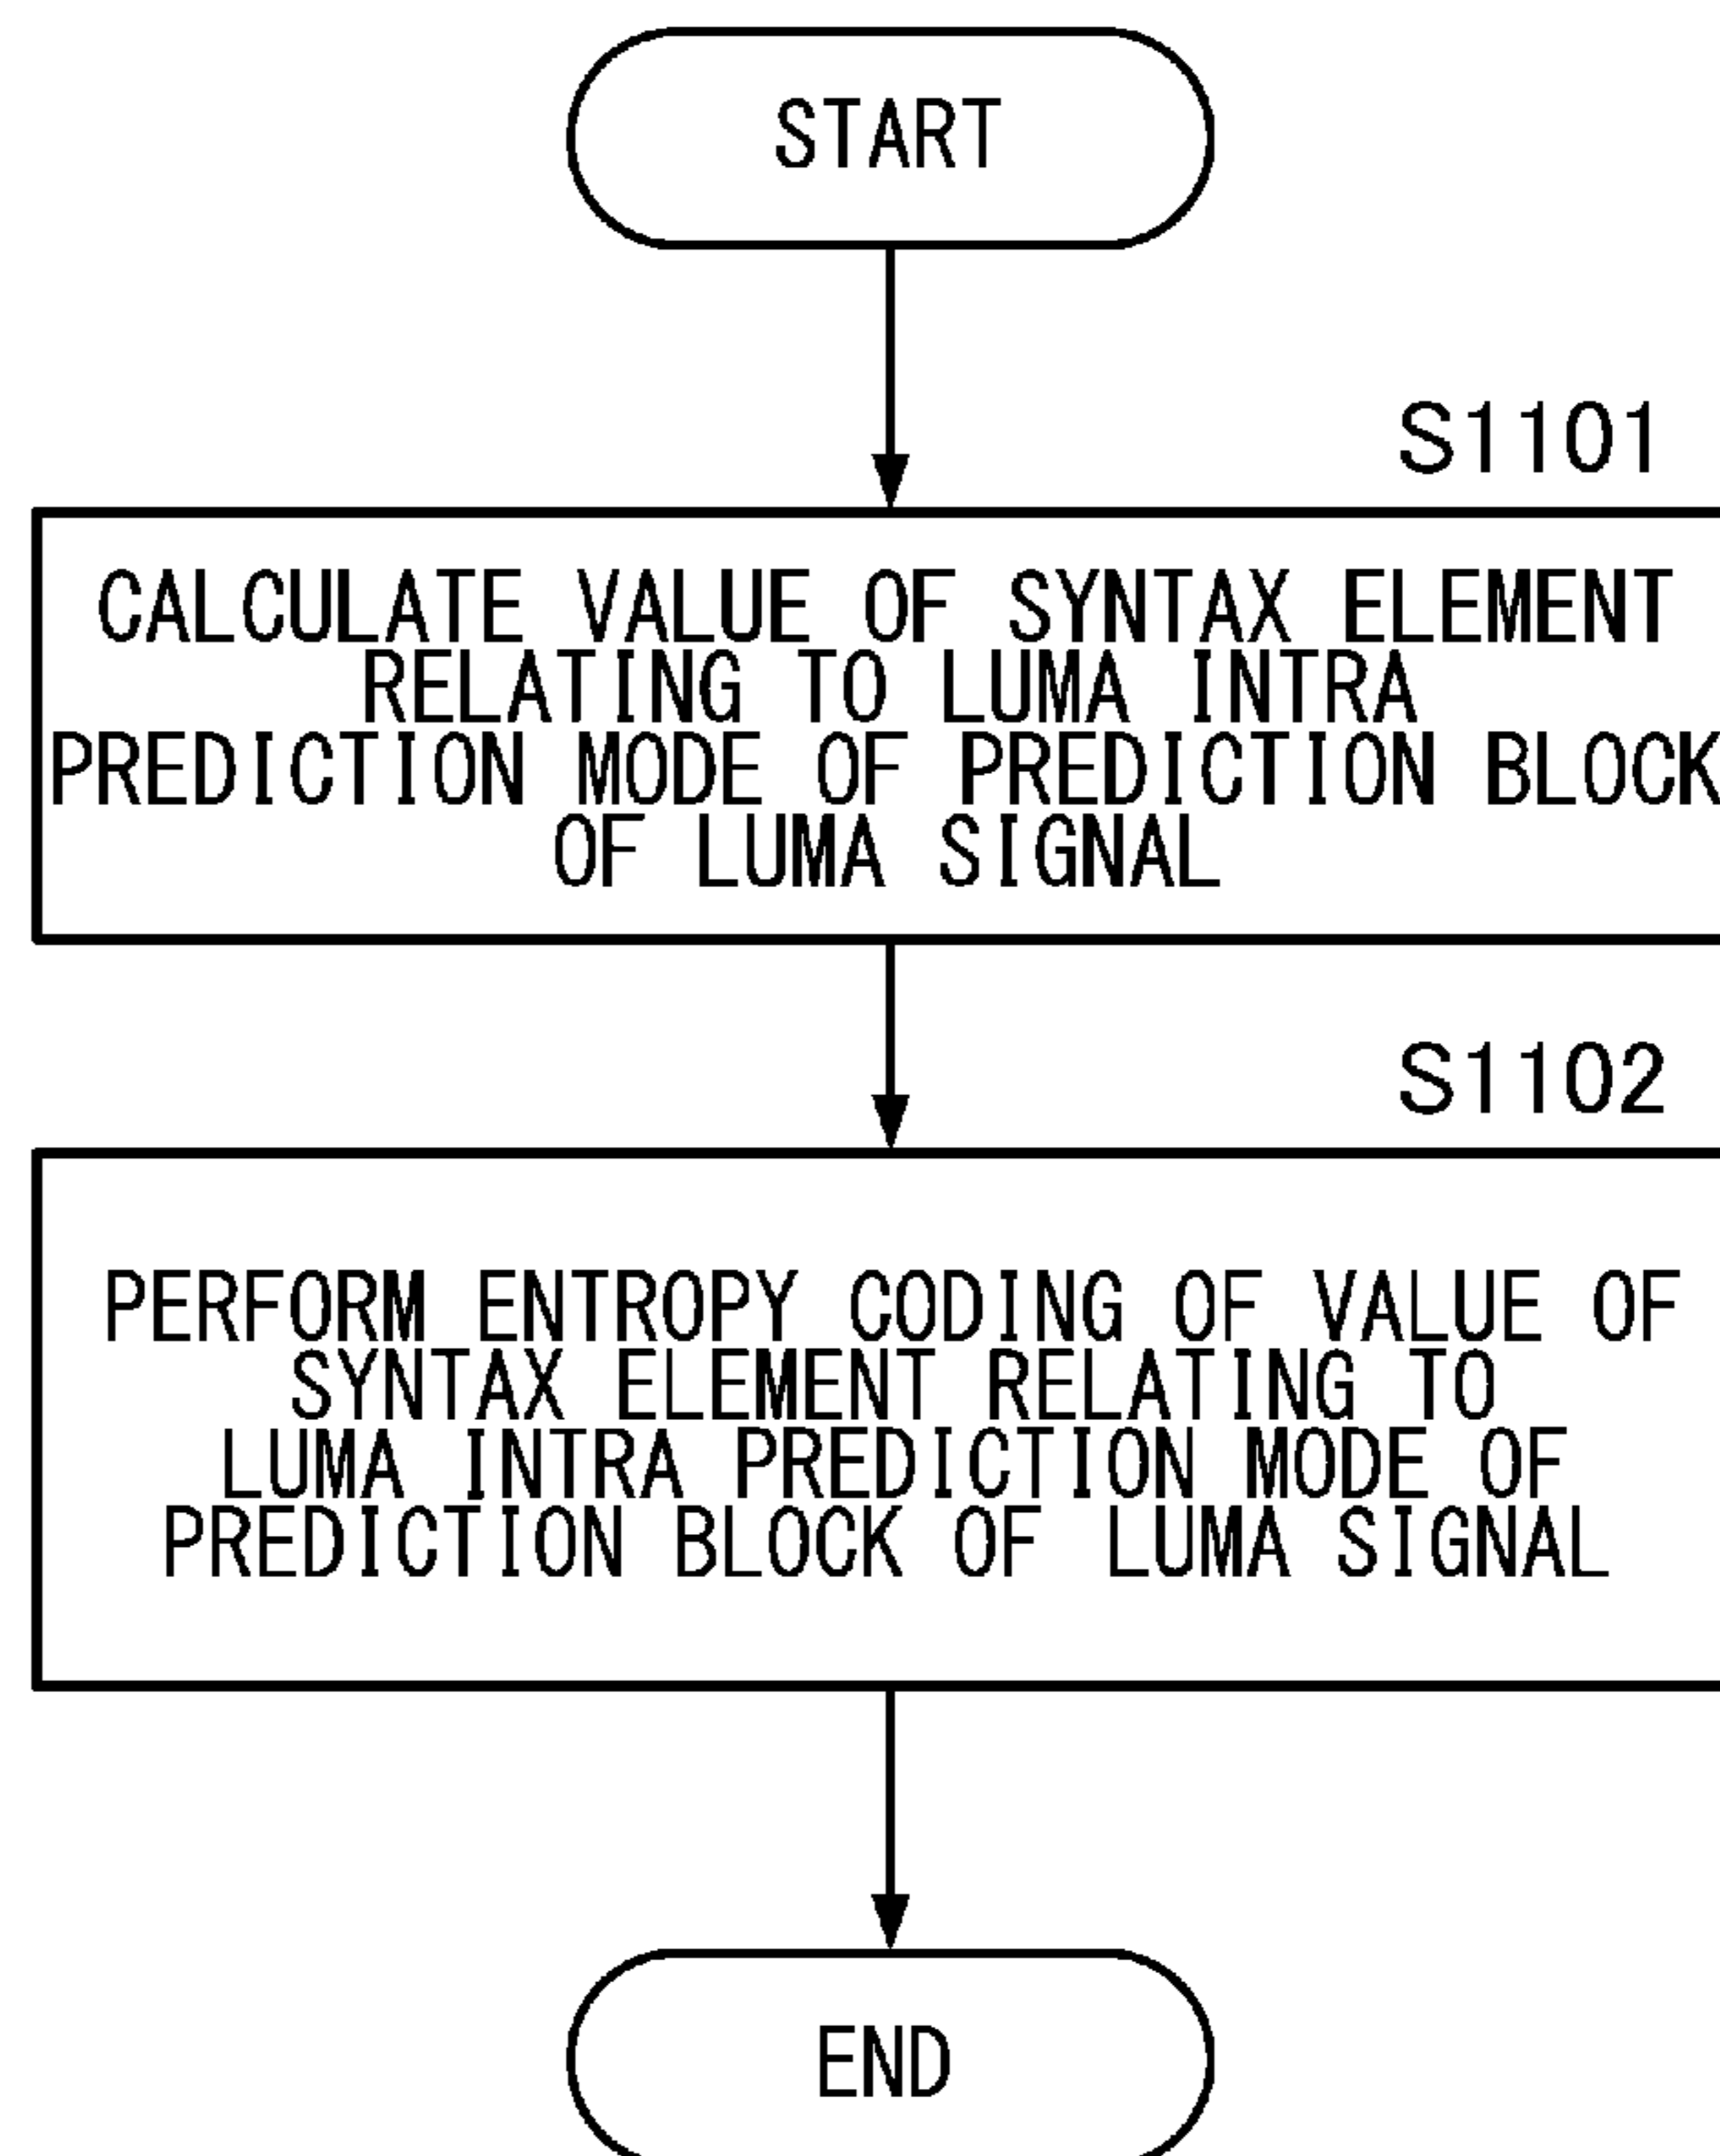 START
S1101
CALCULATE VALUE OF SYNTAX ELEMENT
RELATING TO LUMA INTRA
PREDICTION MODE OF PREDICTION BLOCK
OF LUMA SIGNAL
S1102
PERFORM ENTROPY CODING OF VALUE OF
SYNTAX ELEMENT RELATING TO
LUMA INTRA PREDICTION MODE OF
PREDICTION BLOCK OF LUMA SIGNAL
END